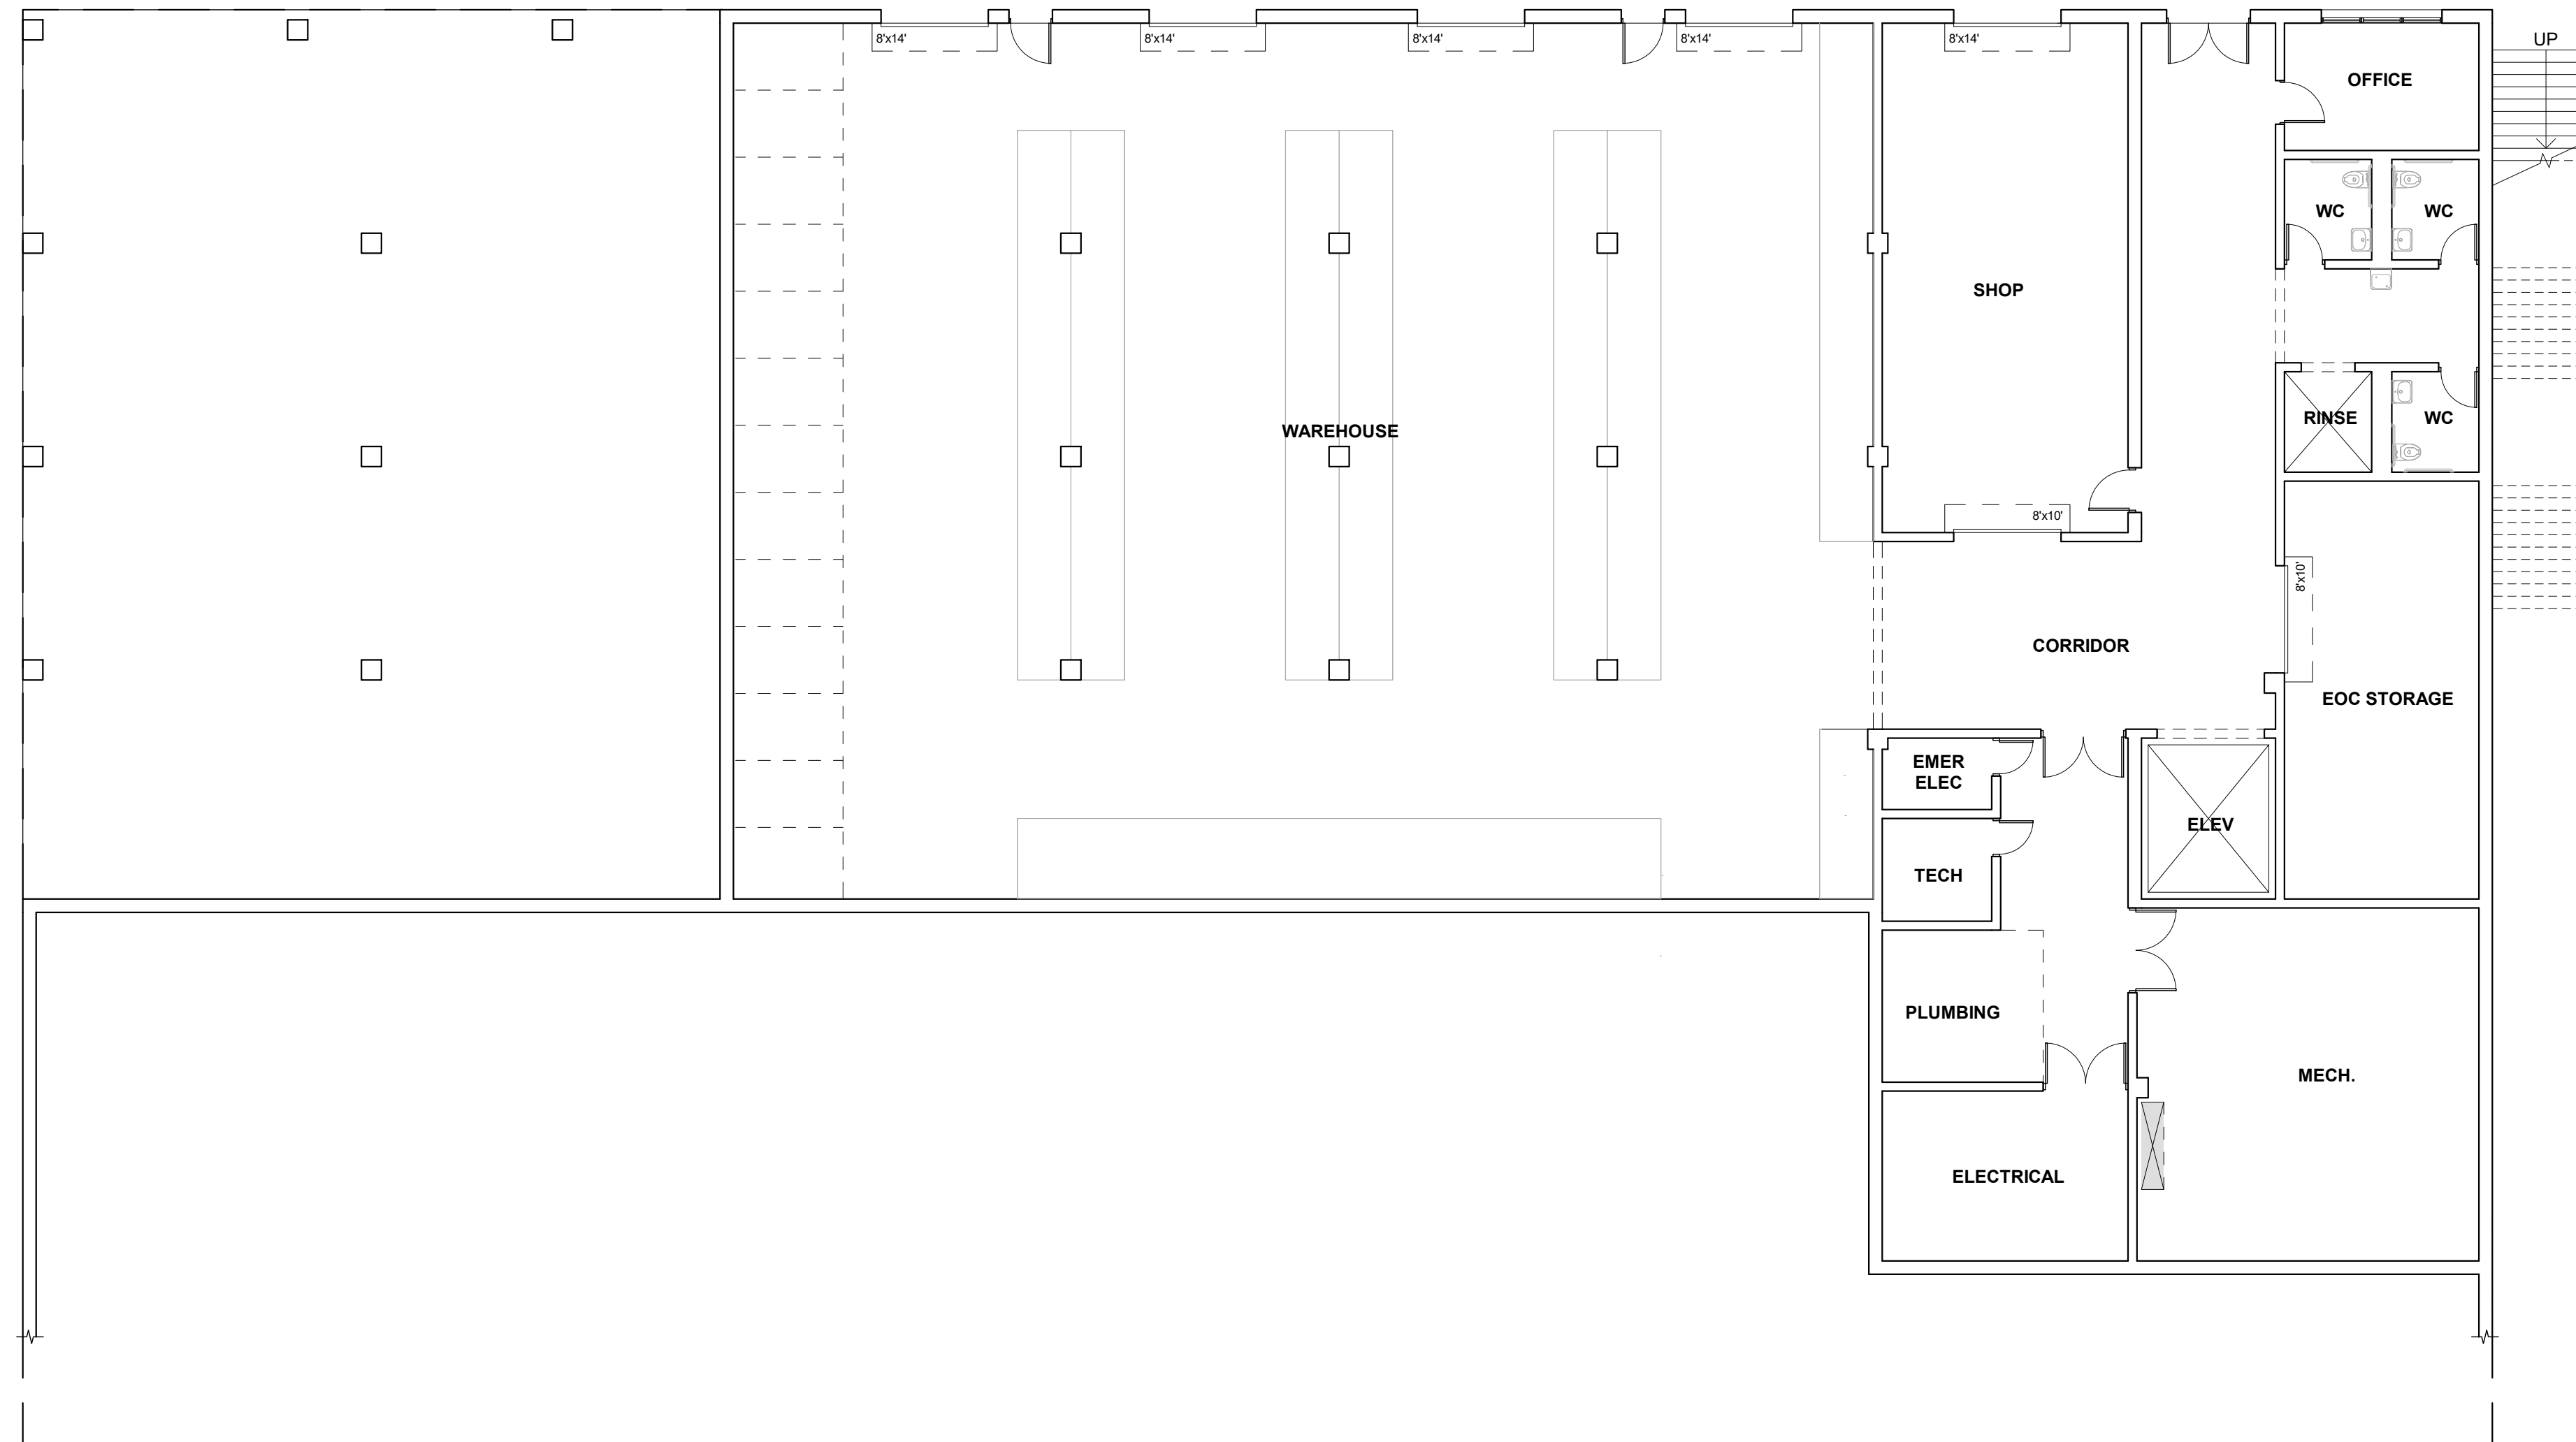 UP
8'x14'
8'x14'
8'x14'
8'x14'
8'x14'
OFFICE
WC
WC
SHOP
WAREHOUSE
RINSE
WC
8'x10'
8'x10'
CORRIDOR
EOC STORAGE
EMER
ELEC
ELEV
TECH
PLUMBING
MECH.
ELECTRICAL